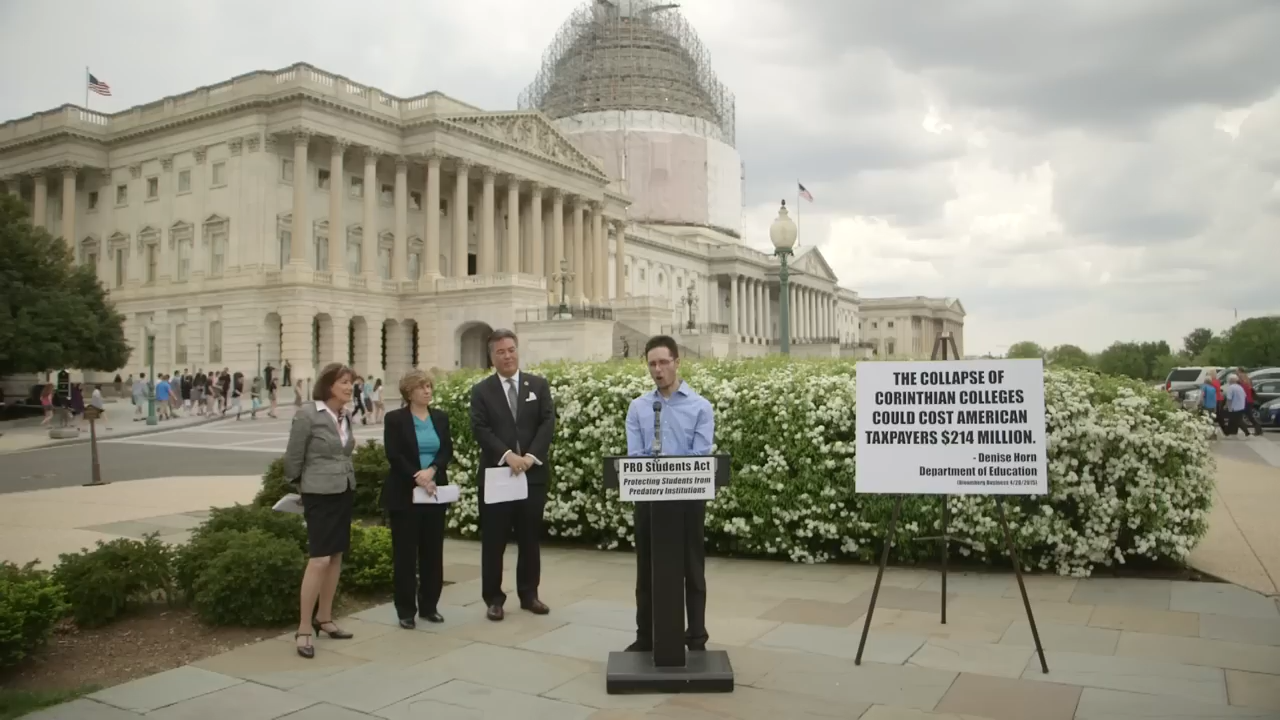 PRO Students Act
Protecting Students from
Predatory Institutions
THE COLLAPSE OF
CORINTHIAN COLLEGES
COULD COST AMERICAN
TAXPAYERS $214 MILLION.
- Denise Horn
Department of Education
(Bloomberg Business 4/20/2015)